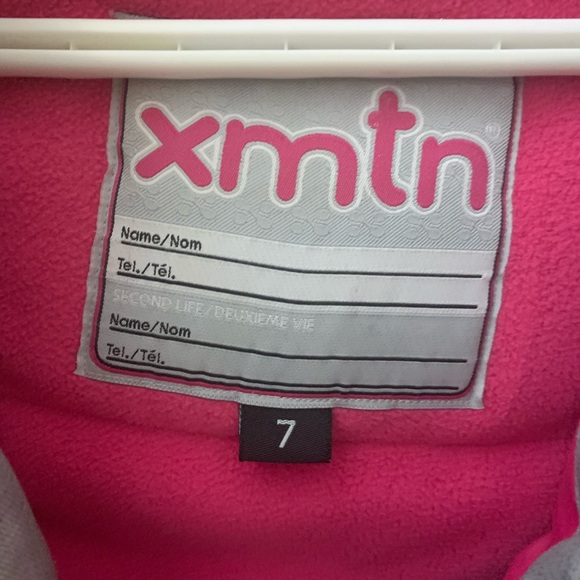 xmtn®
Name/Nom
Tel./Tél.
SECOND LIFE/DEUXIEME VIE
Name/Nom
Tel./Tél.
7